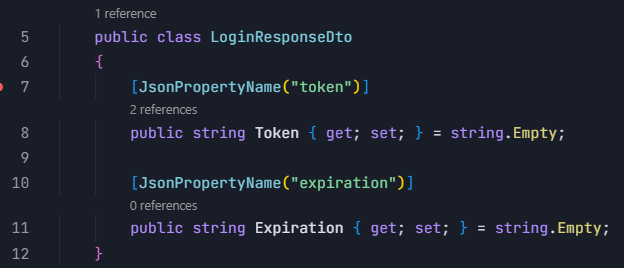 1 reference
5 public class LoginResponseDto
6 {
7 [JsonPropertyName("token")]
2 references
8 public string Token { get; set; } = string.Empty;
9
10 [JsonPropertyName("expiration")]
0 references
11 public string Expiration { get; set; } = string.Empty;
12 }